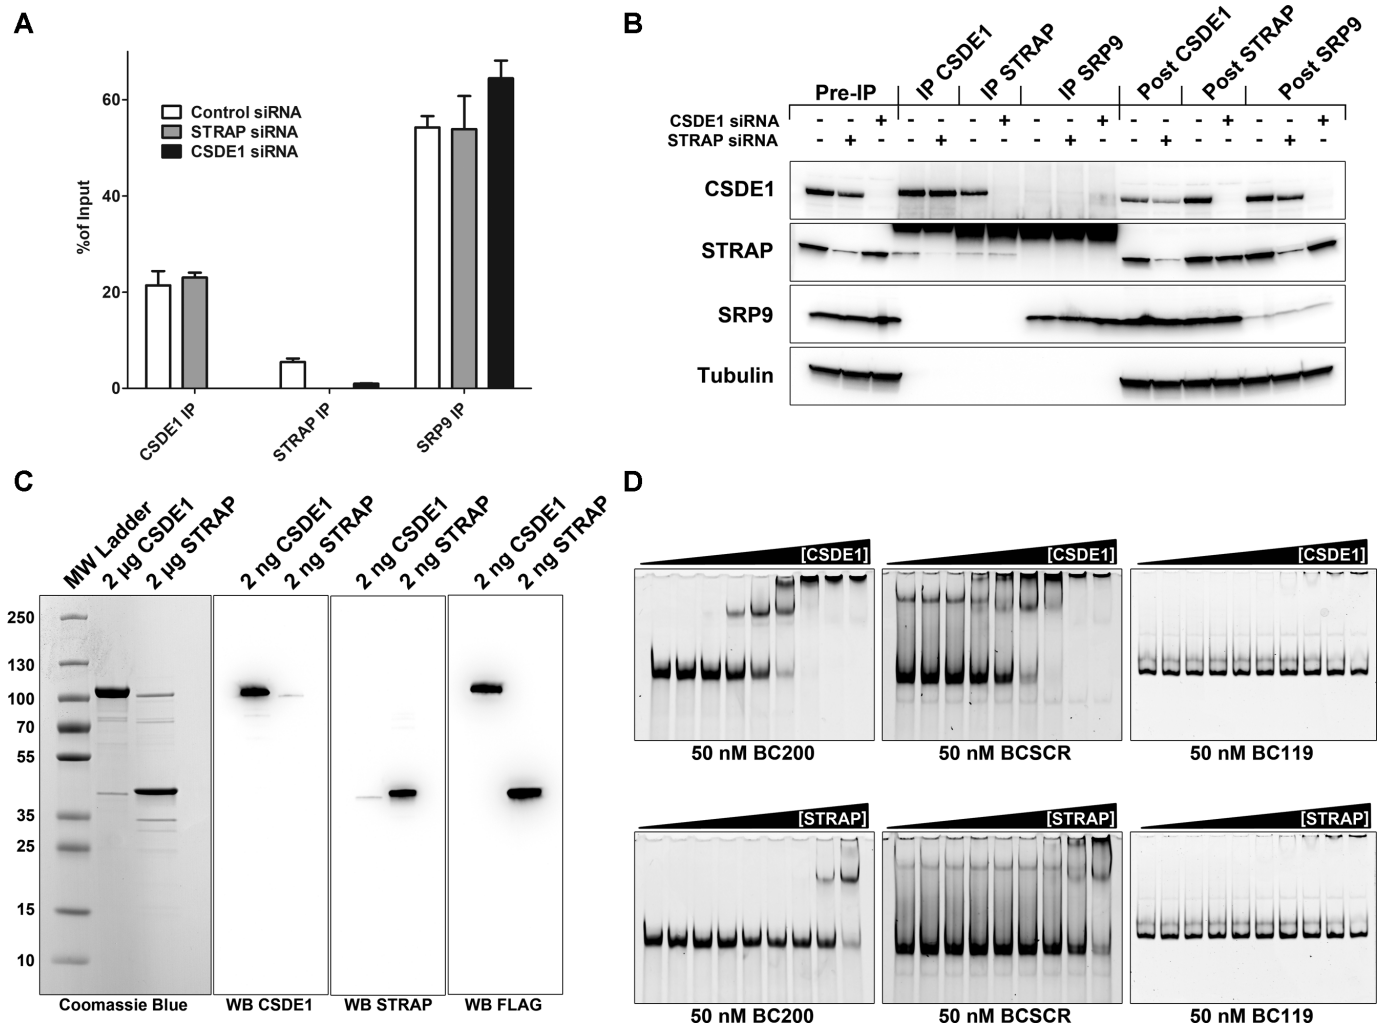 A
60
40
20
0
%of Input
Control siRNA
STRAP siRNA
CSDE1 siRNA
CSDE1 IP
STRAP IP
SRP9 IP
B
Pre-IP
IP CSDE1
IP STRAP
IP SRP9
Post CSDE1
Post STRAP
Post SRP9
CSDE1 siRNA - - + - - - + - - + - - - + - - +
STRAP siRNA - + - - + - - - + - - + - - - + -
CSDE1
STRAP
SRP9
Tubulin
C
MW Ladder
2 µg CSDE1
2 µg STRAP
2 ng CSDE1
2 ng STRAP
2 ng CSDE1
2 ng STRAP
2 ng CSDE1
2 ng STRAP
250
130
100
70
55
35
25
15
10
Coomassie Blue
WB CSDE1
WB STRAP
WB FLAG
D
[CSDE1]
[CSDE1]
[CSDE1]
50 nM BC200
50 nM BCSCR
50 nM BC119
[STRAP]
[STRAP]
[STRAP]
50 nM BC200
50 nM BCSCR
50 nM BC119